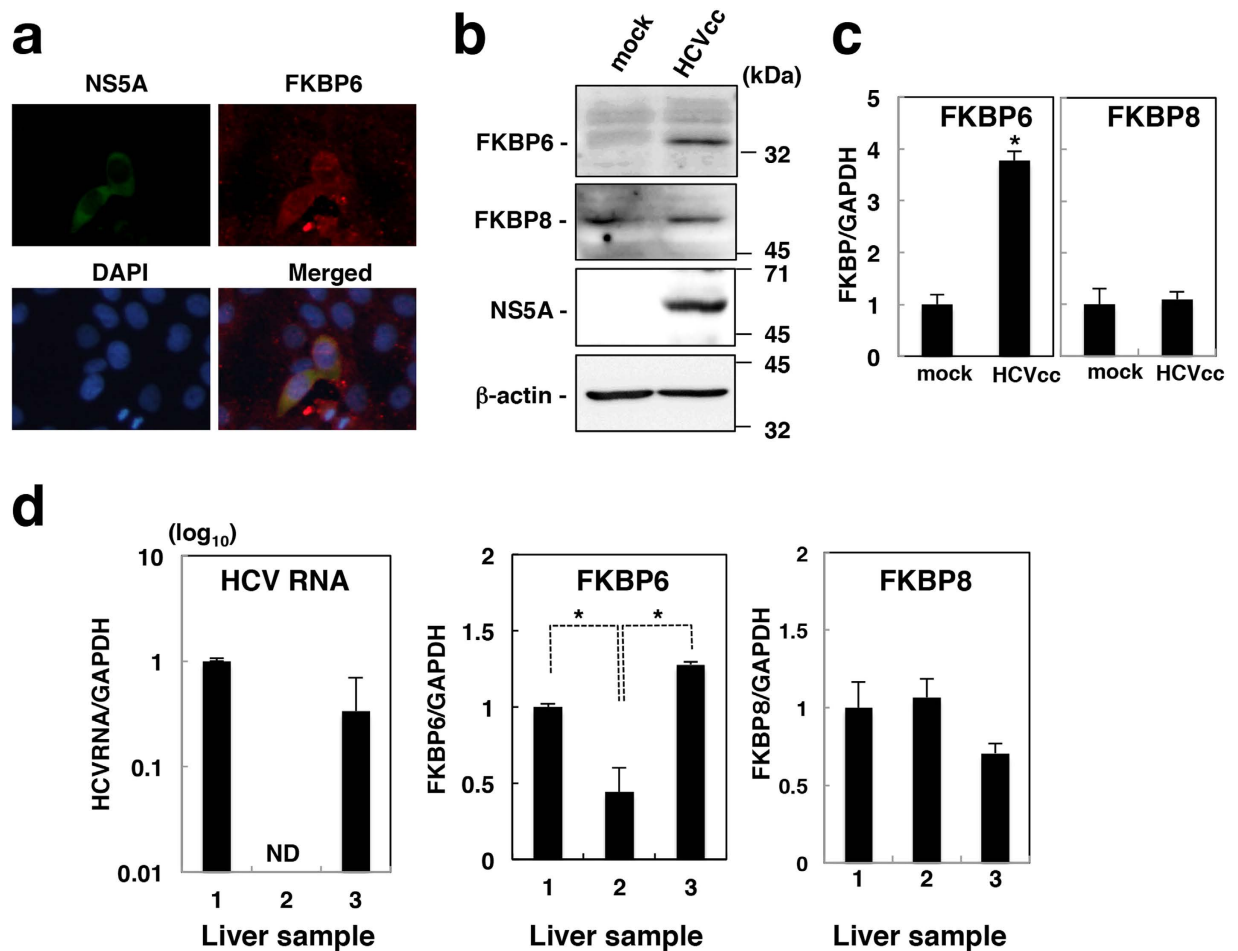 a
NS5A
FKBP6
DAPI
Merged
b
mock
HCVcc
(kDa)
FKBP6 -
32
FKBP8 -
45
71
NS5A -
45
45
β-actin -
32
c
5
4
3
2
1
0
FKBP/GAPDH
FKBP6
*
mock
HCVcc
FKBP8
mock
HCVcc
d
(log10)
10
1
0.1
0.01
HCVRNA/GAPDH
HCV RNA
ND
1 2 3
Liver sample
2
1.5
1
0.5
0
FKBP6/GAPDH
FKBP6
* *
1 2 3
Liver sample
2
1.5
1
0.5
0
FKBP8/GAPDH
FKBP8
1 2 3
Liver sample